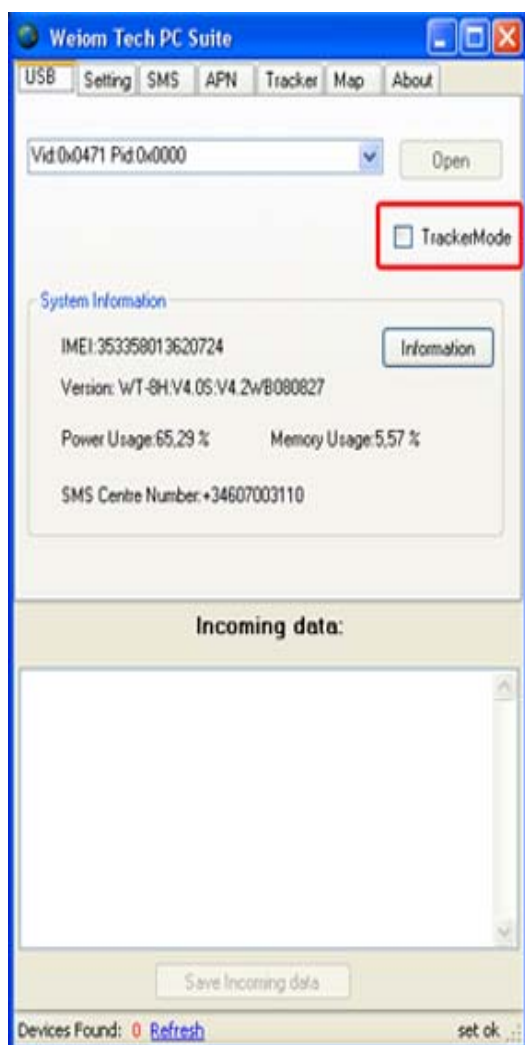 Weiom Tech PC Suite
USB Setting SMS APN Tracker Map About
Vid:0x0471 Pid:0x0000 Open
TrackerMode
System Information
IMEI:353358013620724 Information
Version: WT-8H:V4.0S:V4.2WB080827
Power Usage:65,29 % Memory Usage:5,57 %
SMS Centre Number:+34607003110
Incoming data:
Save Incoming data
Devices Found: 0 Refresh set ok